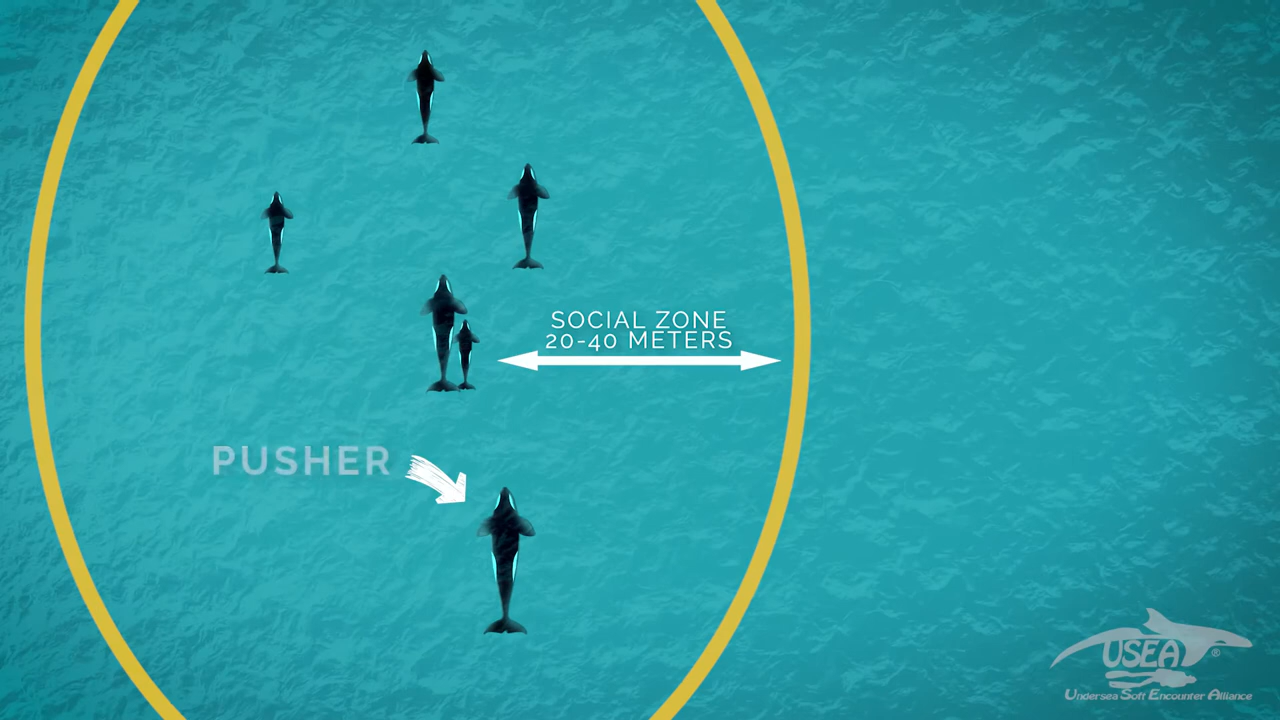 SOCIAL ZONE
20-40 METERS
PUSHER
USEA®
Undersea Soft Encounter Alliance